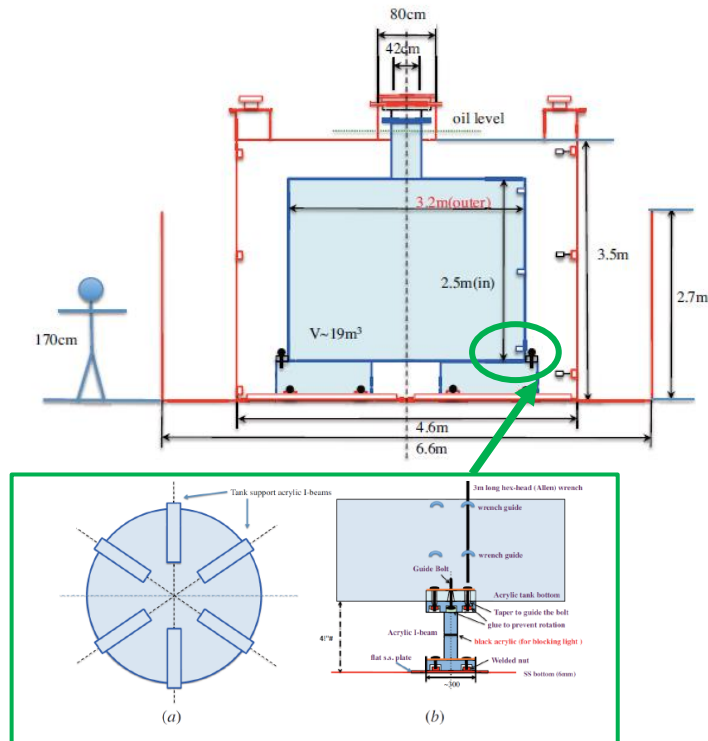 80cm
42cm
oil level
3.2m(outer)
3.5m
2.5m(in)
2.7m
V~19m³
170cm
4.6m
6.6m
Tank support acrylic I-beams
3m long hex-head (Allen) wrench
wrench guide
wrench guide
Guide Bolt
Acrylic tank bottom
Taper to guide the bolt
glue to prevent rotation
Acrylic I-beam
black acrylic (for blocking light )
Welded nut
flat s.s. plate
SS bottom (6mm)
~300
(a)
(b)